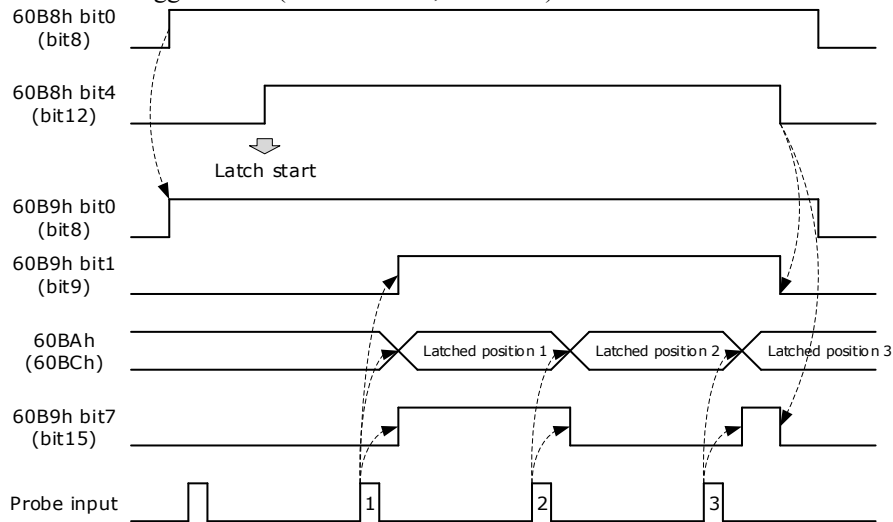 60B8h bit0
(bit8)
60B8h bit4
(bit12)
Latch start
60B9h bit0
(bit8)
60B9h bit1
(bit9)
60BAh
(60BCh)
Latched position 1
Latched position 2
Latched position 3
60B9h bit7
(bit15)
Probe input
1
2
3